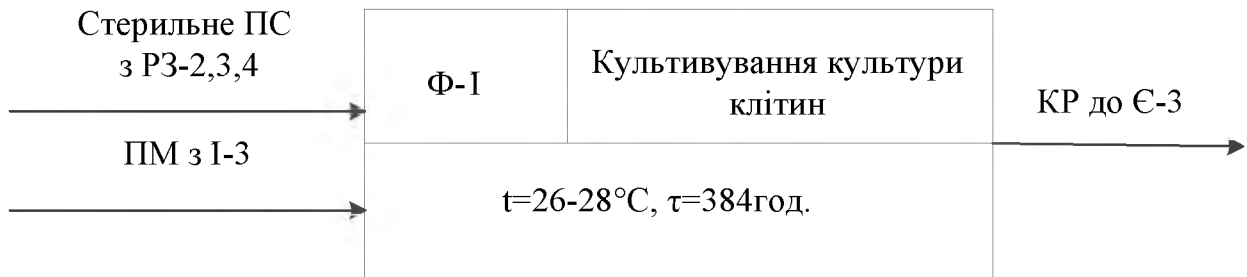 Стерильне ПС
з РЗ-2,3,4
Ф-І
Культивування культури
клітин
КР до Є-3
ПМ з І-3
t=26-28°С, τ=384год.